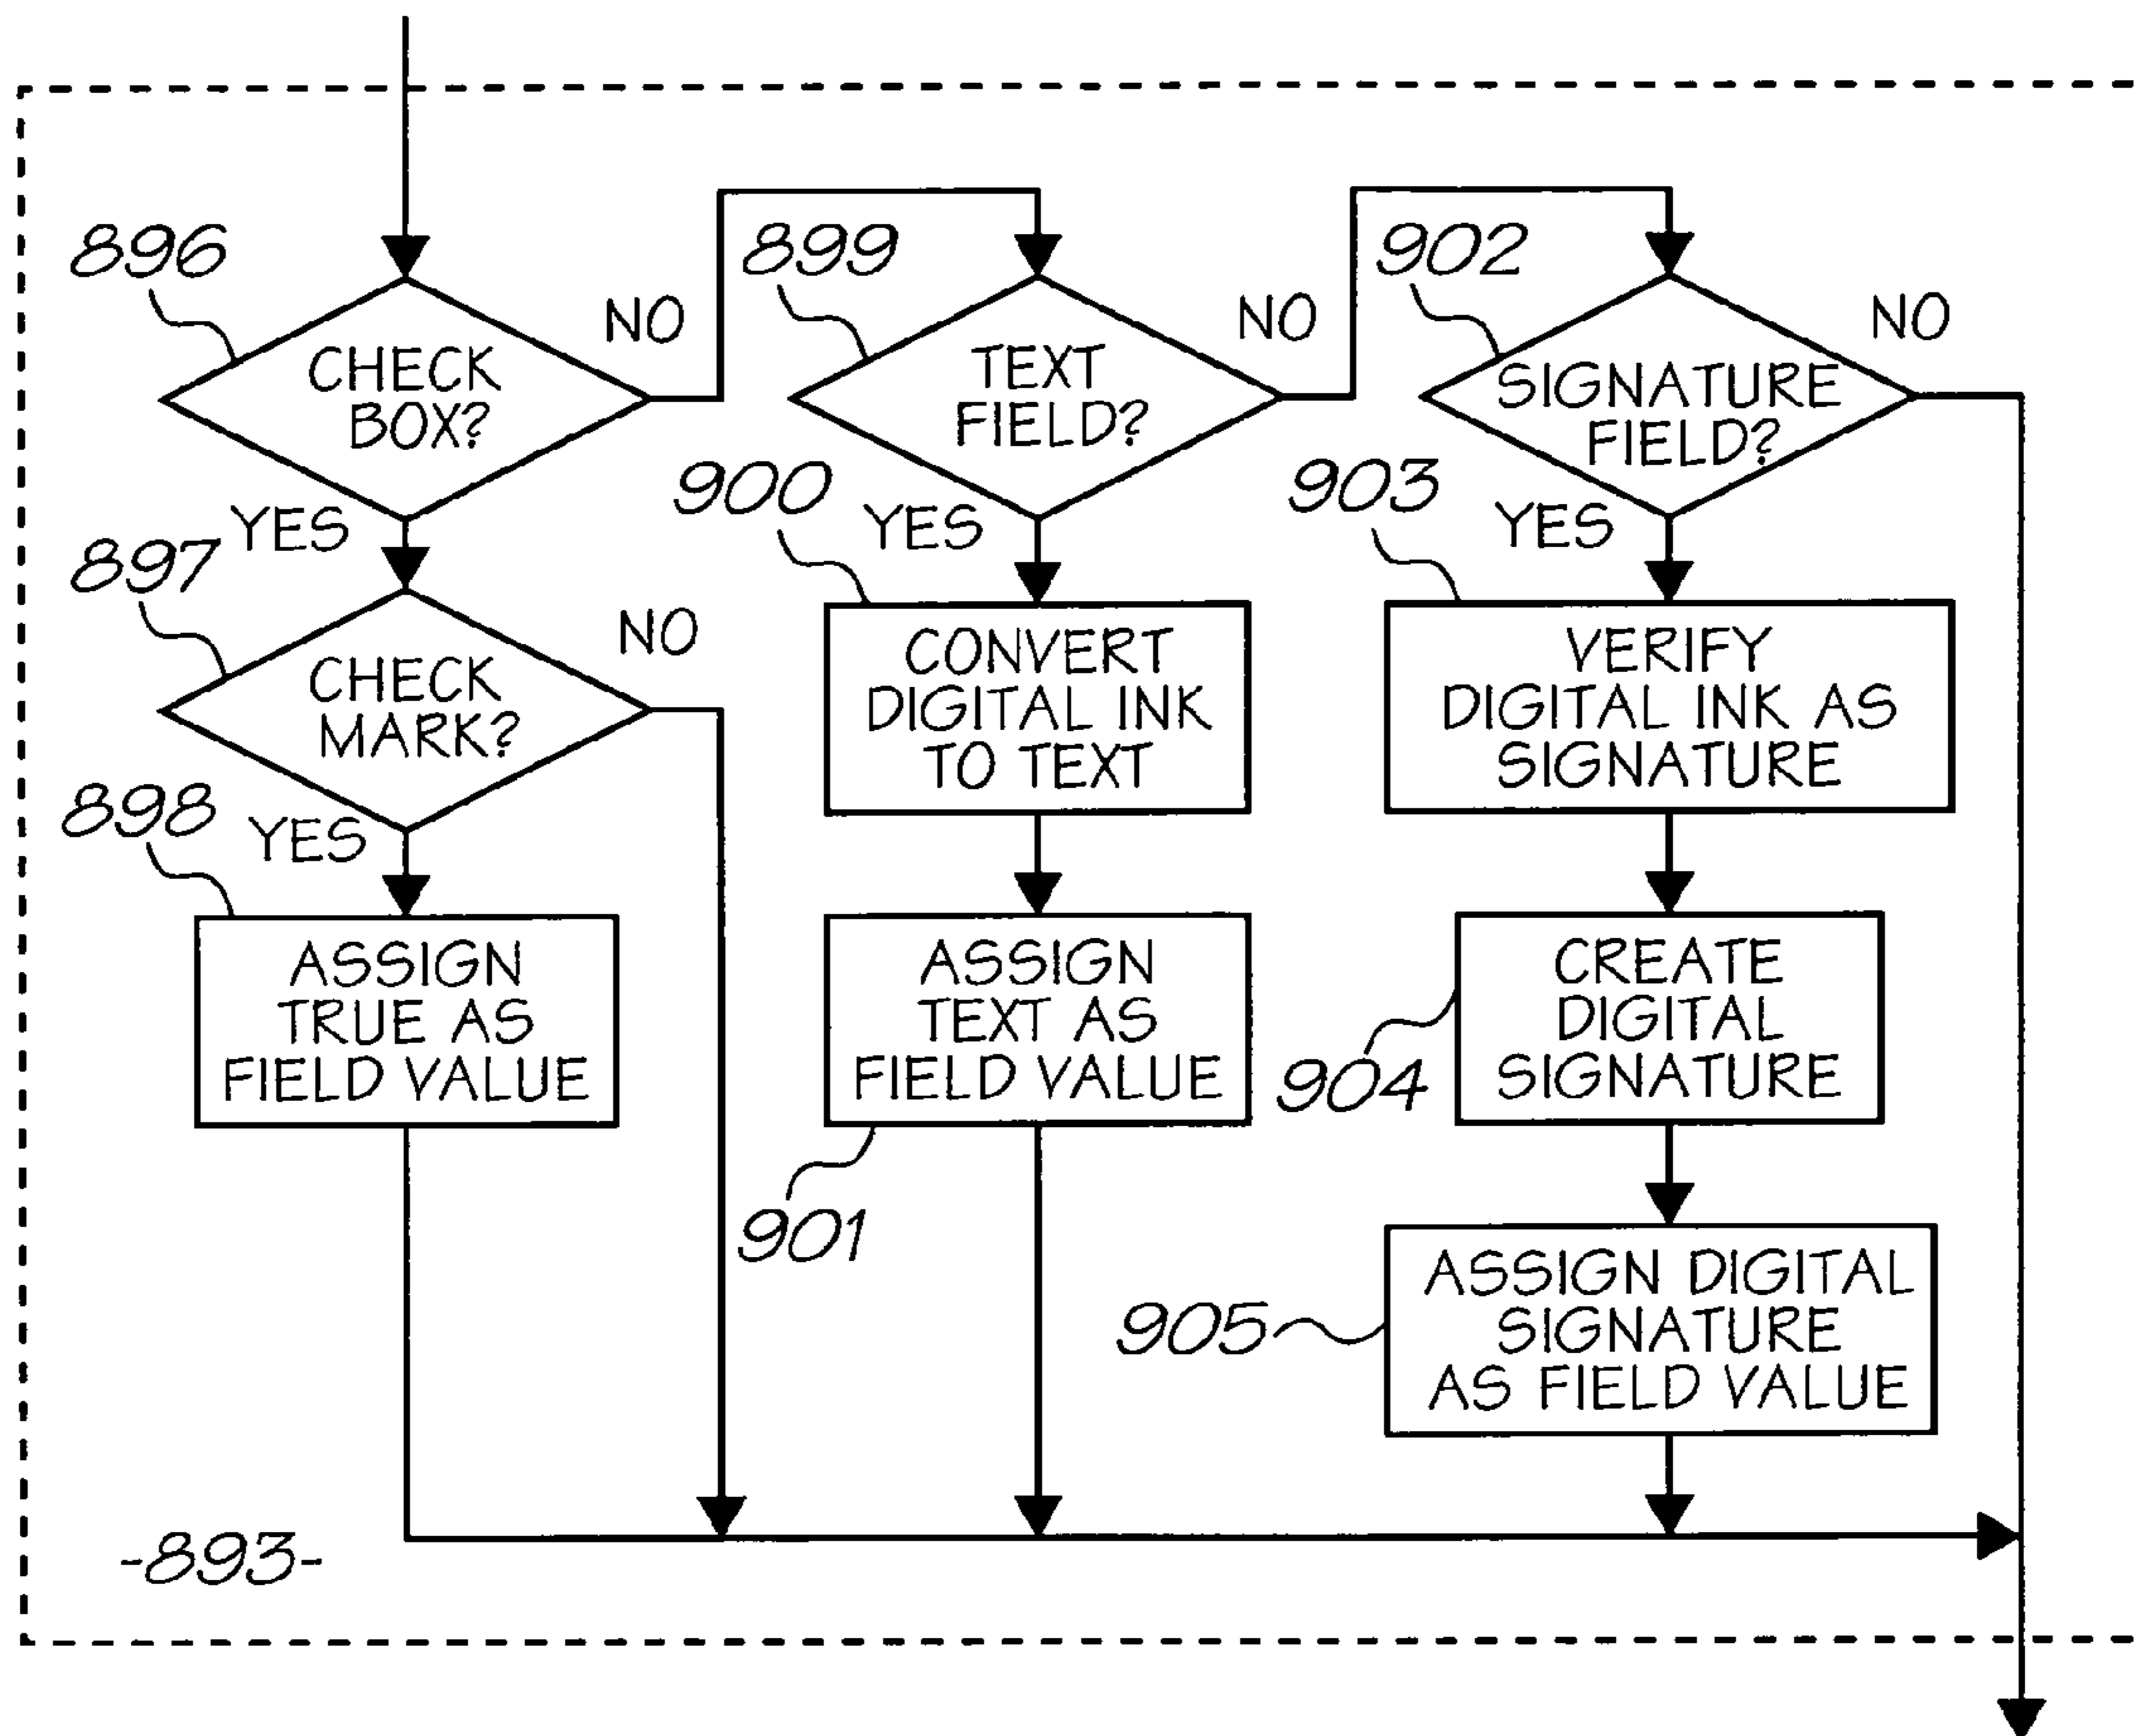 896
CHECK
BOX?
NO
YES
897
CHECK
MARK?
NO
YES
898
ASSIGN
TRUE AS
FIELD VALUE
899
TEXT
FIELD?
NO
YES
900
CONVERT
DIGITAL INK
TO TEXT
ASSIGN
TEXT AS
FIELD VALUE
901
902
SIGNATURE
FIELD?
NO
YES
903
VERIFY
DIGITAL INK AS
SIGNATURE
CREATE
DIGITAL
SIGNATURE
904
ASSIGN DIGITAL
SIGNATURE
AS FIELD VALUE
905
-893-